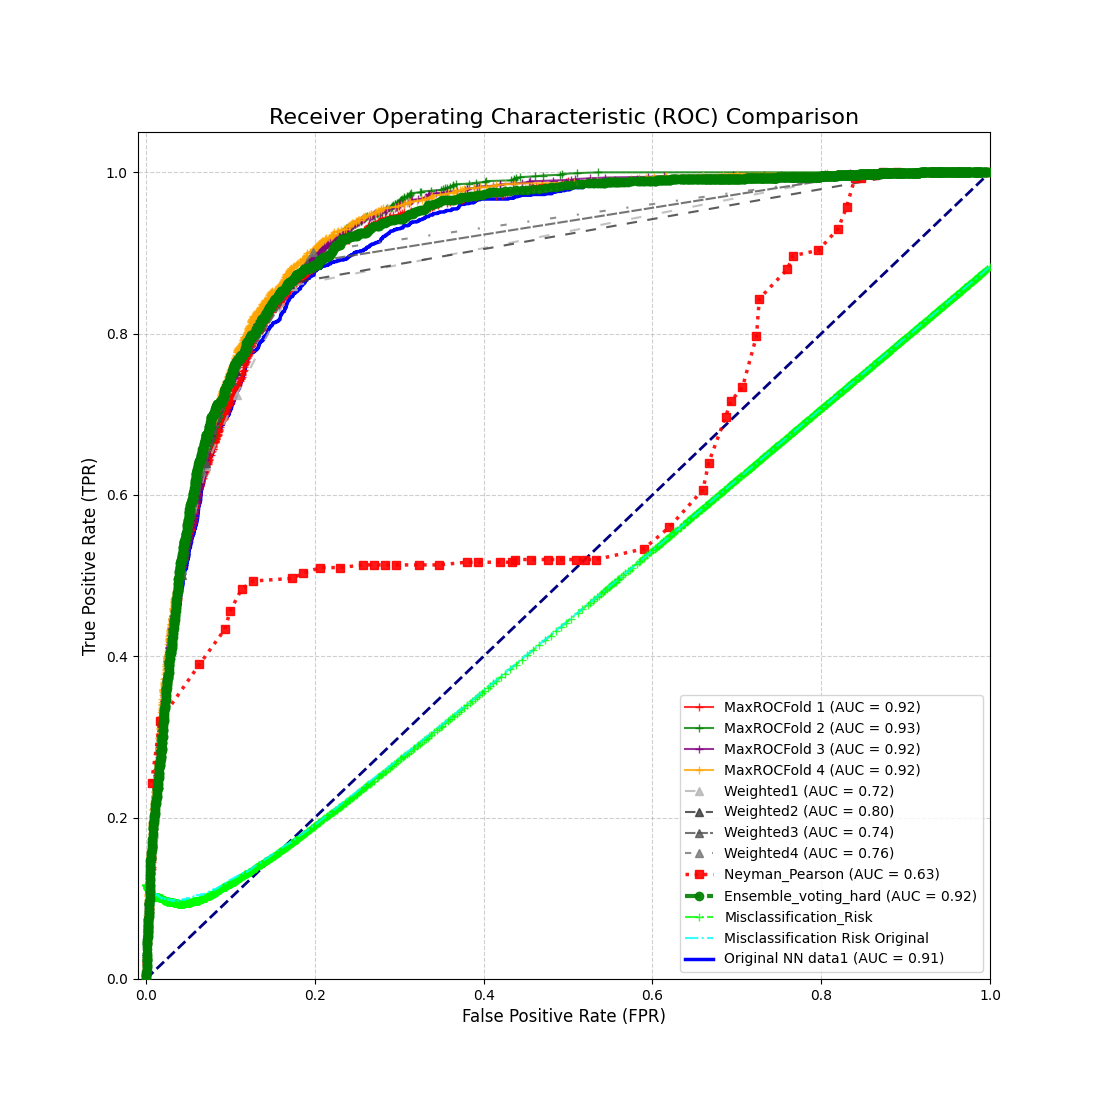 Receiver Operating Characteristic (ROC) Comparison
True Positive Rate (TPR)
1.0
0.8
0.6
0.4
0.2
0.0
MaxROCFold 1 (AUC = 0.92)
MaxROCFold 2 (AUC = 0.93)
MaxROCFold 3 (AUC = 0.92)
MaxROCFold 4 (AUC = 0.92)
Weighted1 (AUC = 0.72)
Weighted2 (AUC = 0.80)
Weighted3 (AUC = 0.74)
Weighted4 (AUC = 0.76)
Neyman_Pearson (AUC = 0.63)
Ensemble_voting_hard (AUC = 0.92)
Misclassification_Risk
Misclassification Risk Original
Original NN data1 (AUC = 0.91)
0.0 0.2 0.4 0.6 0.8 1.0
False Positive Rate (FPR)